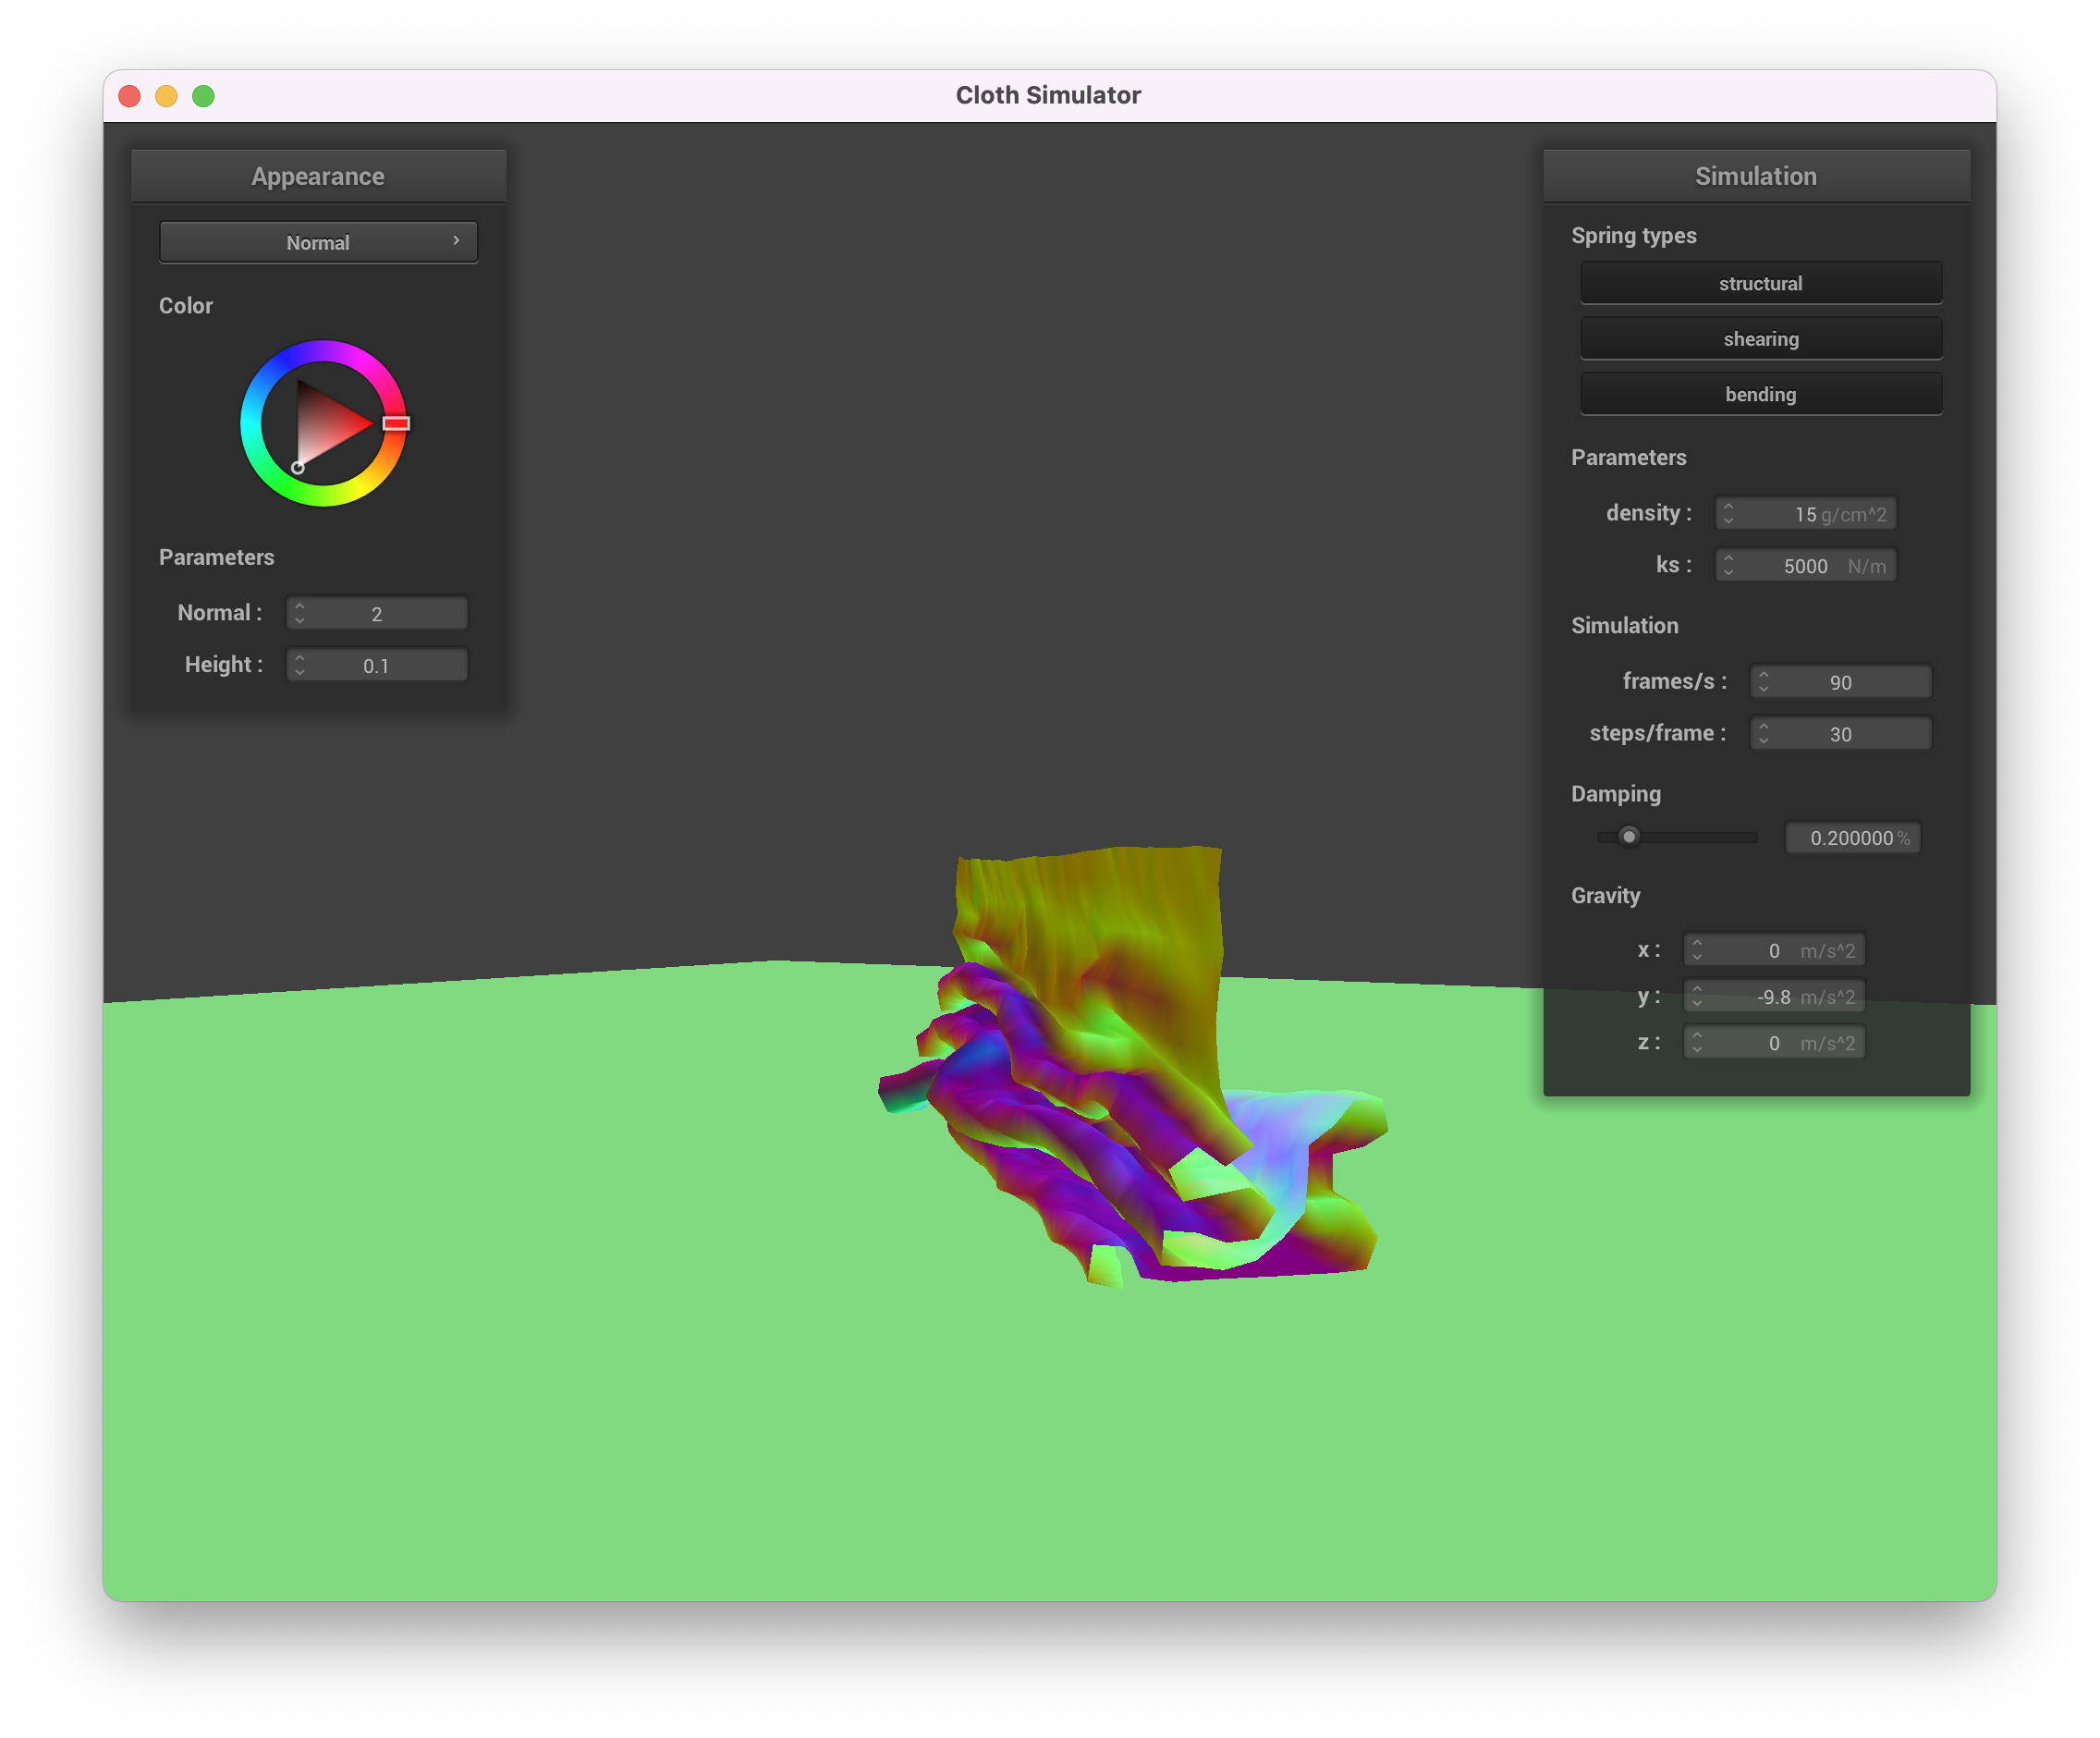 Cloth Simulator
Appearance
Normal
Color
Parameters
Normal : 2
Height : 0.1
Simulation
Spring types
structural
shearing
bending
Parameters
density : 15 g/cm^2
ks : 5000 N/m
Simulation
frames/s : 90
steps/frame : 30
Damping
0.200000 %
Gravity
x : 0 m/s^2
y : -9.8 m/s^2
z : 0 m/s^2